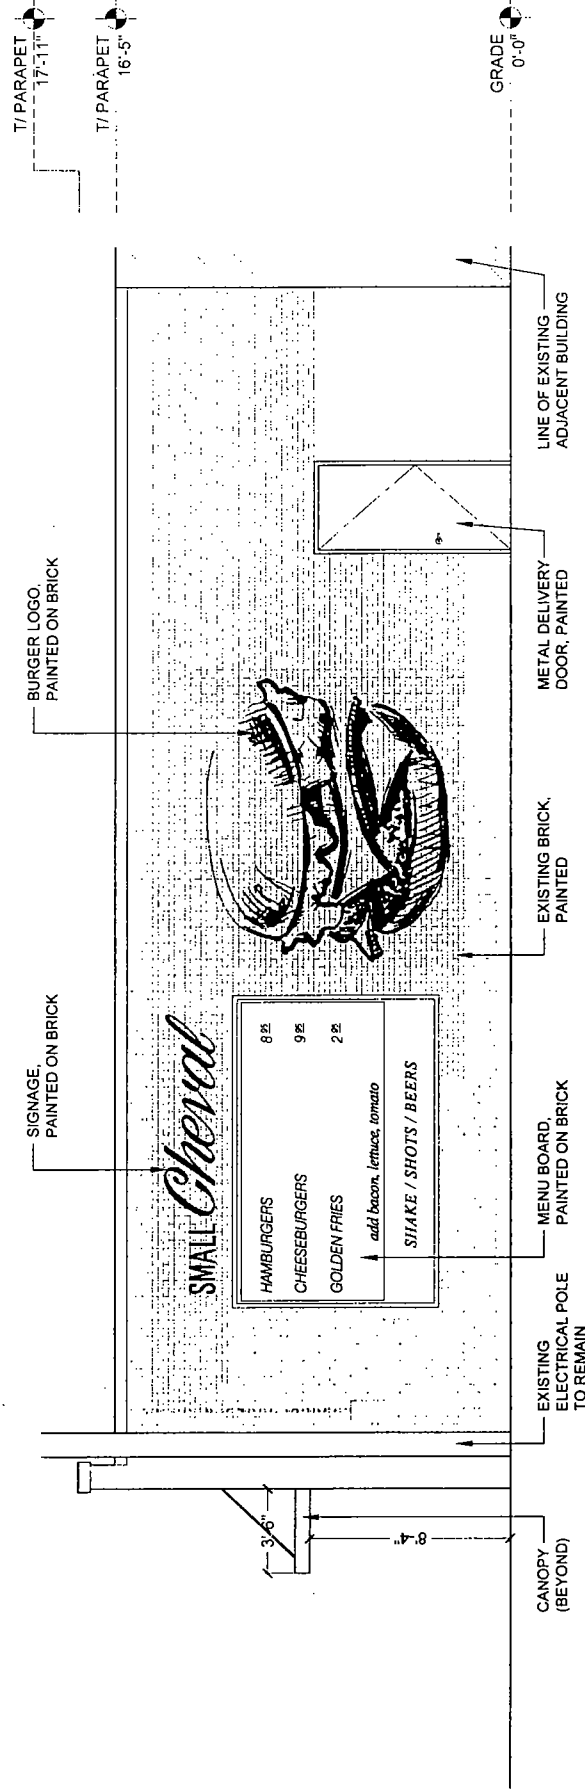 SIGNAGE,
PAINTED ON BRICK
BURGER LOGO,
PAINTED ON BRICK
T/ PARAPET
17'-11"
T/ PARAPET
16'-5"
GRADE
0'-0"
SMALL Cheval
HAMBURGERS 8 95
CHEESEBURGERS 9 95
GOLDEN FRIES 2 95
add bacon, lettuce, tomato
SHAKE / SHOTS / BEERS
3'-6"
8'-4"
CANOPY
(BEYOND)
EXISTING
ELECTRICAL POLE
TO REMAIN
MENU BOARD,
PAINTED ON BRICK
EXISTING BRICK,
PAINTED
METAL DELIVERY
DOOR, PAINTED
LINE OF EXISTING
ADJACENT BUILDING